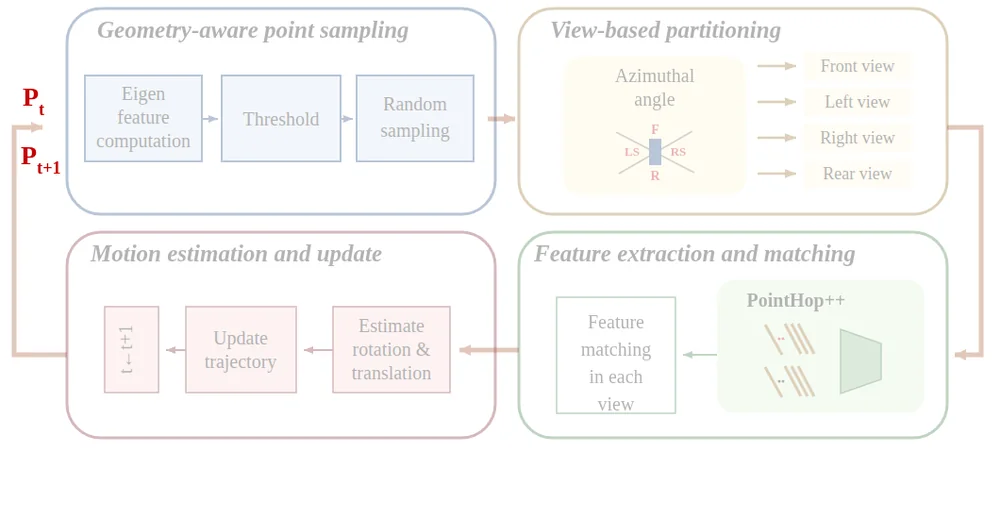 Geometry-aware point sampling
P_t
P_{t+1}
Eigen
feature
computation
Threshold
Random
sampling
View-based partitioning
Azimuthal
angle
F
LS
RS
R
Front view
Left view
Right view
Rear view
Motion estimation and update
t←t+1
Update
trajectory
Estimate
rotation &
translation
Feature extraction and matching
Feature
matching
in each
view
PointHop++
..
..